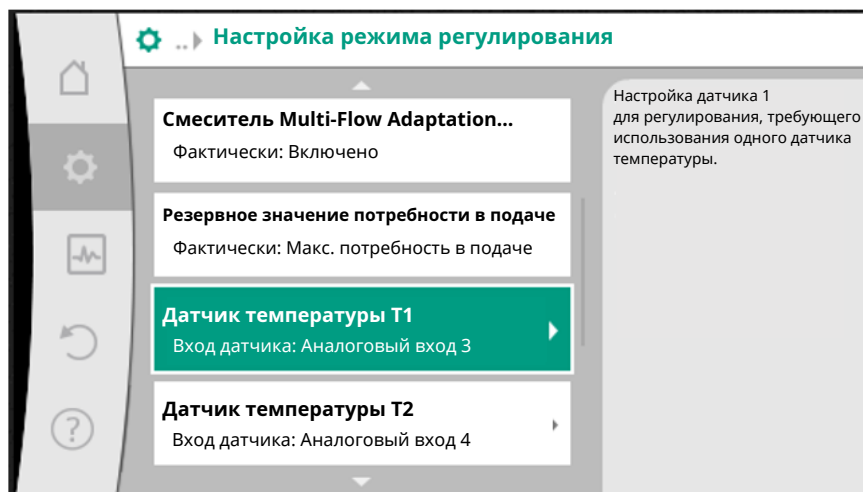 .. Настройка режима регулирования
Смеситель Multi-Flow Adaptation...
Фактически: Включено
Резервное значение потребности в подаче
Фактически: Макс. потребность в подаче
Датчик температуры T1
Вход датчика: Аналоговый вход 3
Датчик температуры T2
Вход датчика: Аналоговый вход 4
Настройка датчика 1
для регулирования, требующего
использования одного датчика
температуры.
?